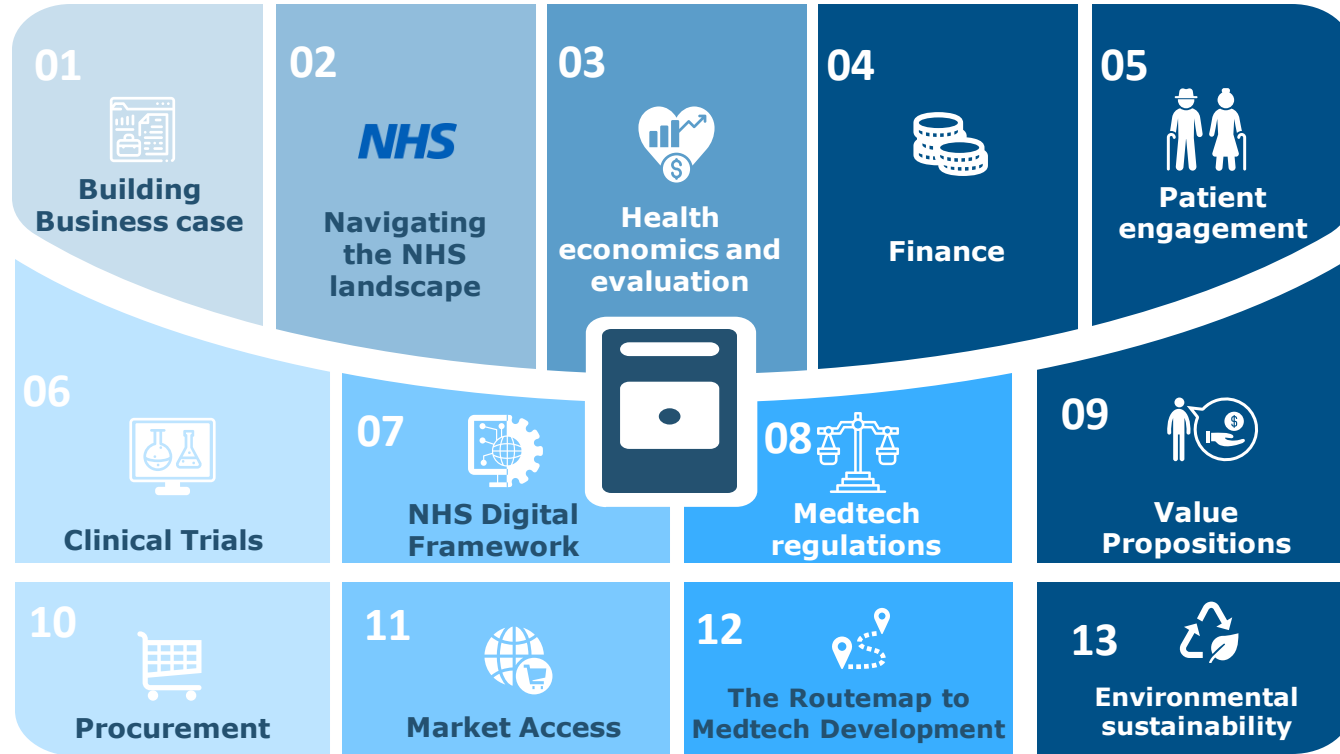 01
Building
Business case
02
NHS
Navigating
the NHS
landscape
03
$
Health
economics and
evaluation
04
Finance
05
Patient
engagement
06
Clinical Trials
07
NHS Digital
Framework
08
Medtech
regulations
09
$
Value
Propositions
10
Procurement
11
Market Access
12
The Routemap to
Medtech Development
13
Environmental
sustainability